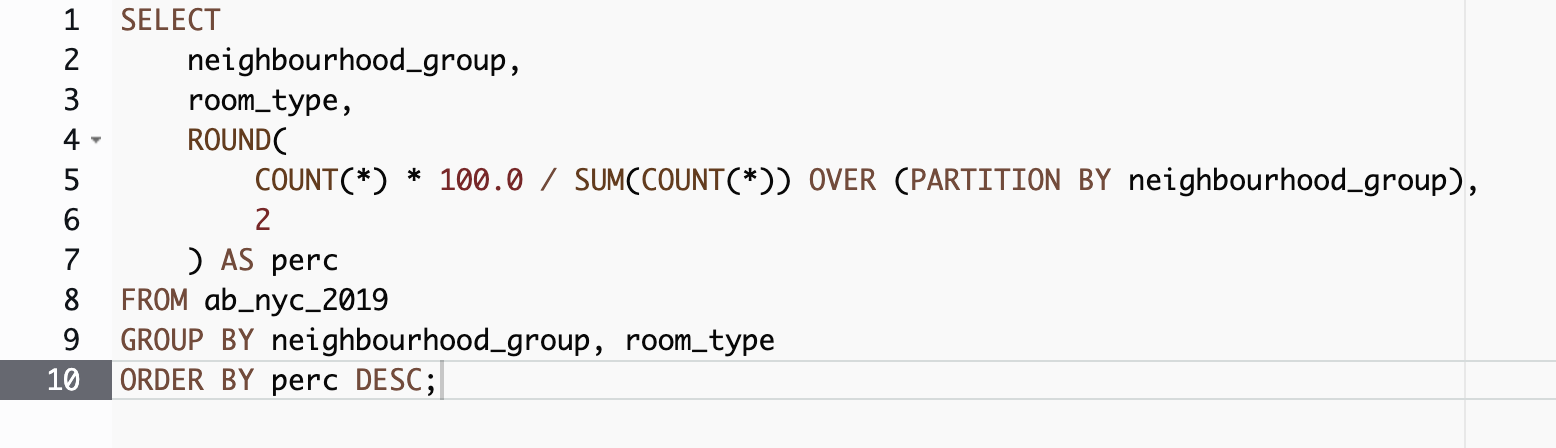 1 SELECT
2     neighbourhood_group,
3     room_type,
4     ROUND(
5         COUNT(*) * 100.0 / SUM(COUNT(*)) OVER (PARTITION BY neighbourhood_group),
6         2
7     ) AS perc
8 FROM ab_nyc_2019
9 GROUP BY neighbourhood_group, room_type
10 ORDER BY perc DESC;